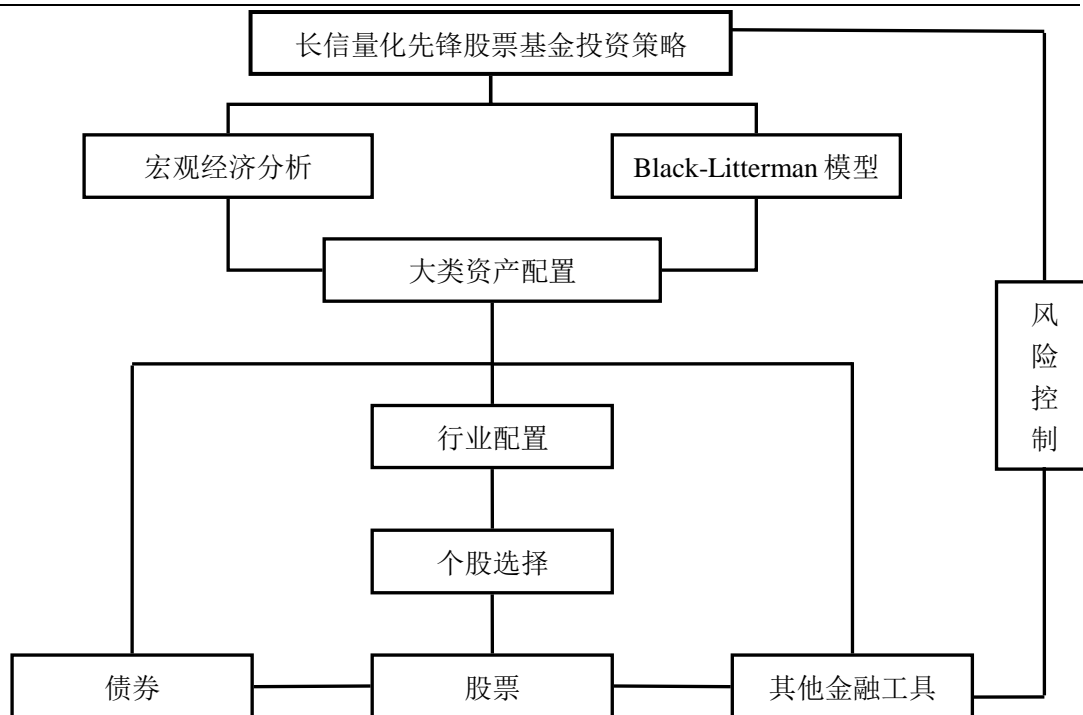 长信量化先锋股票基金投资策略
宏观经济分析
Black-Litterman 模型
大类资产配置
风
险
控
制
行业配置
个股选择
债券
股票
其他金融工具